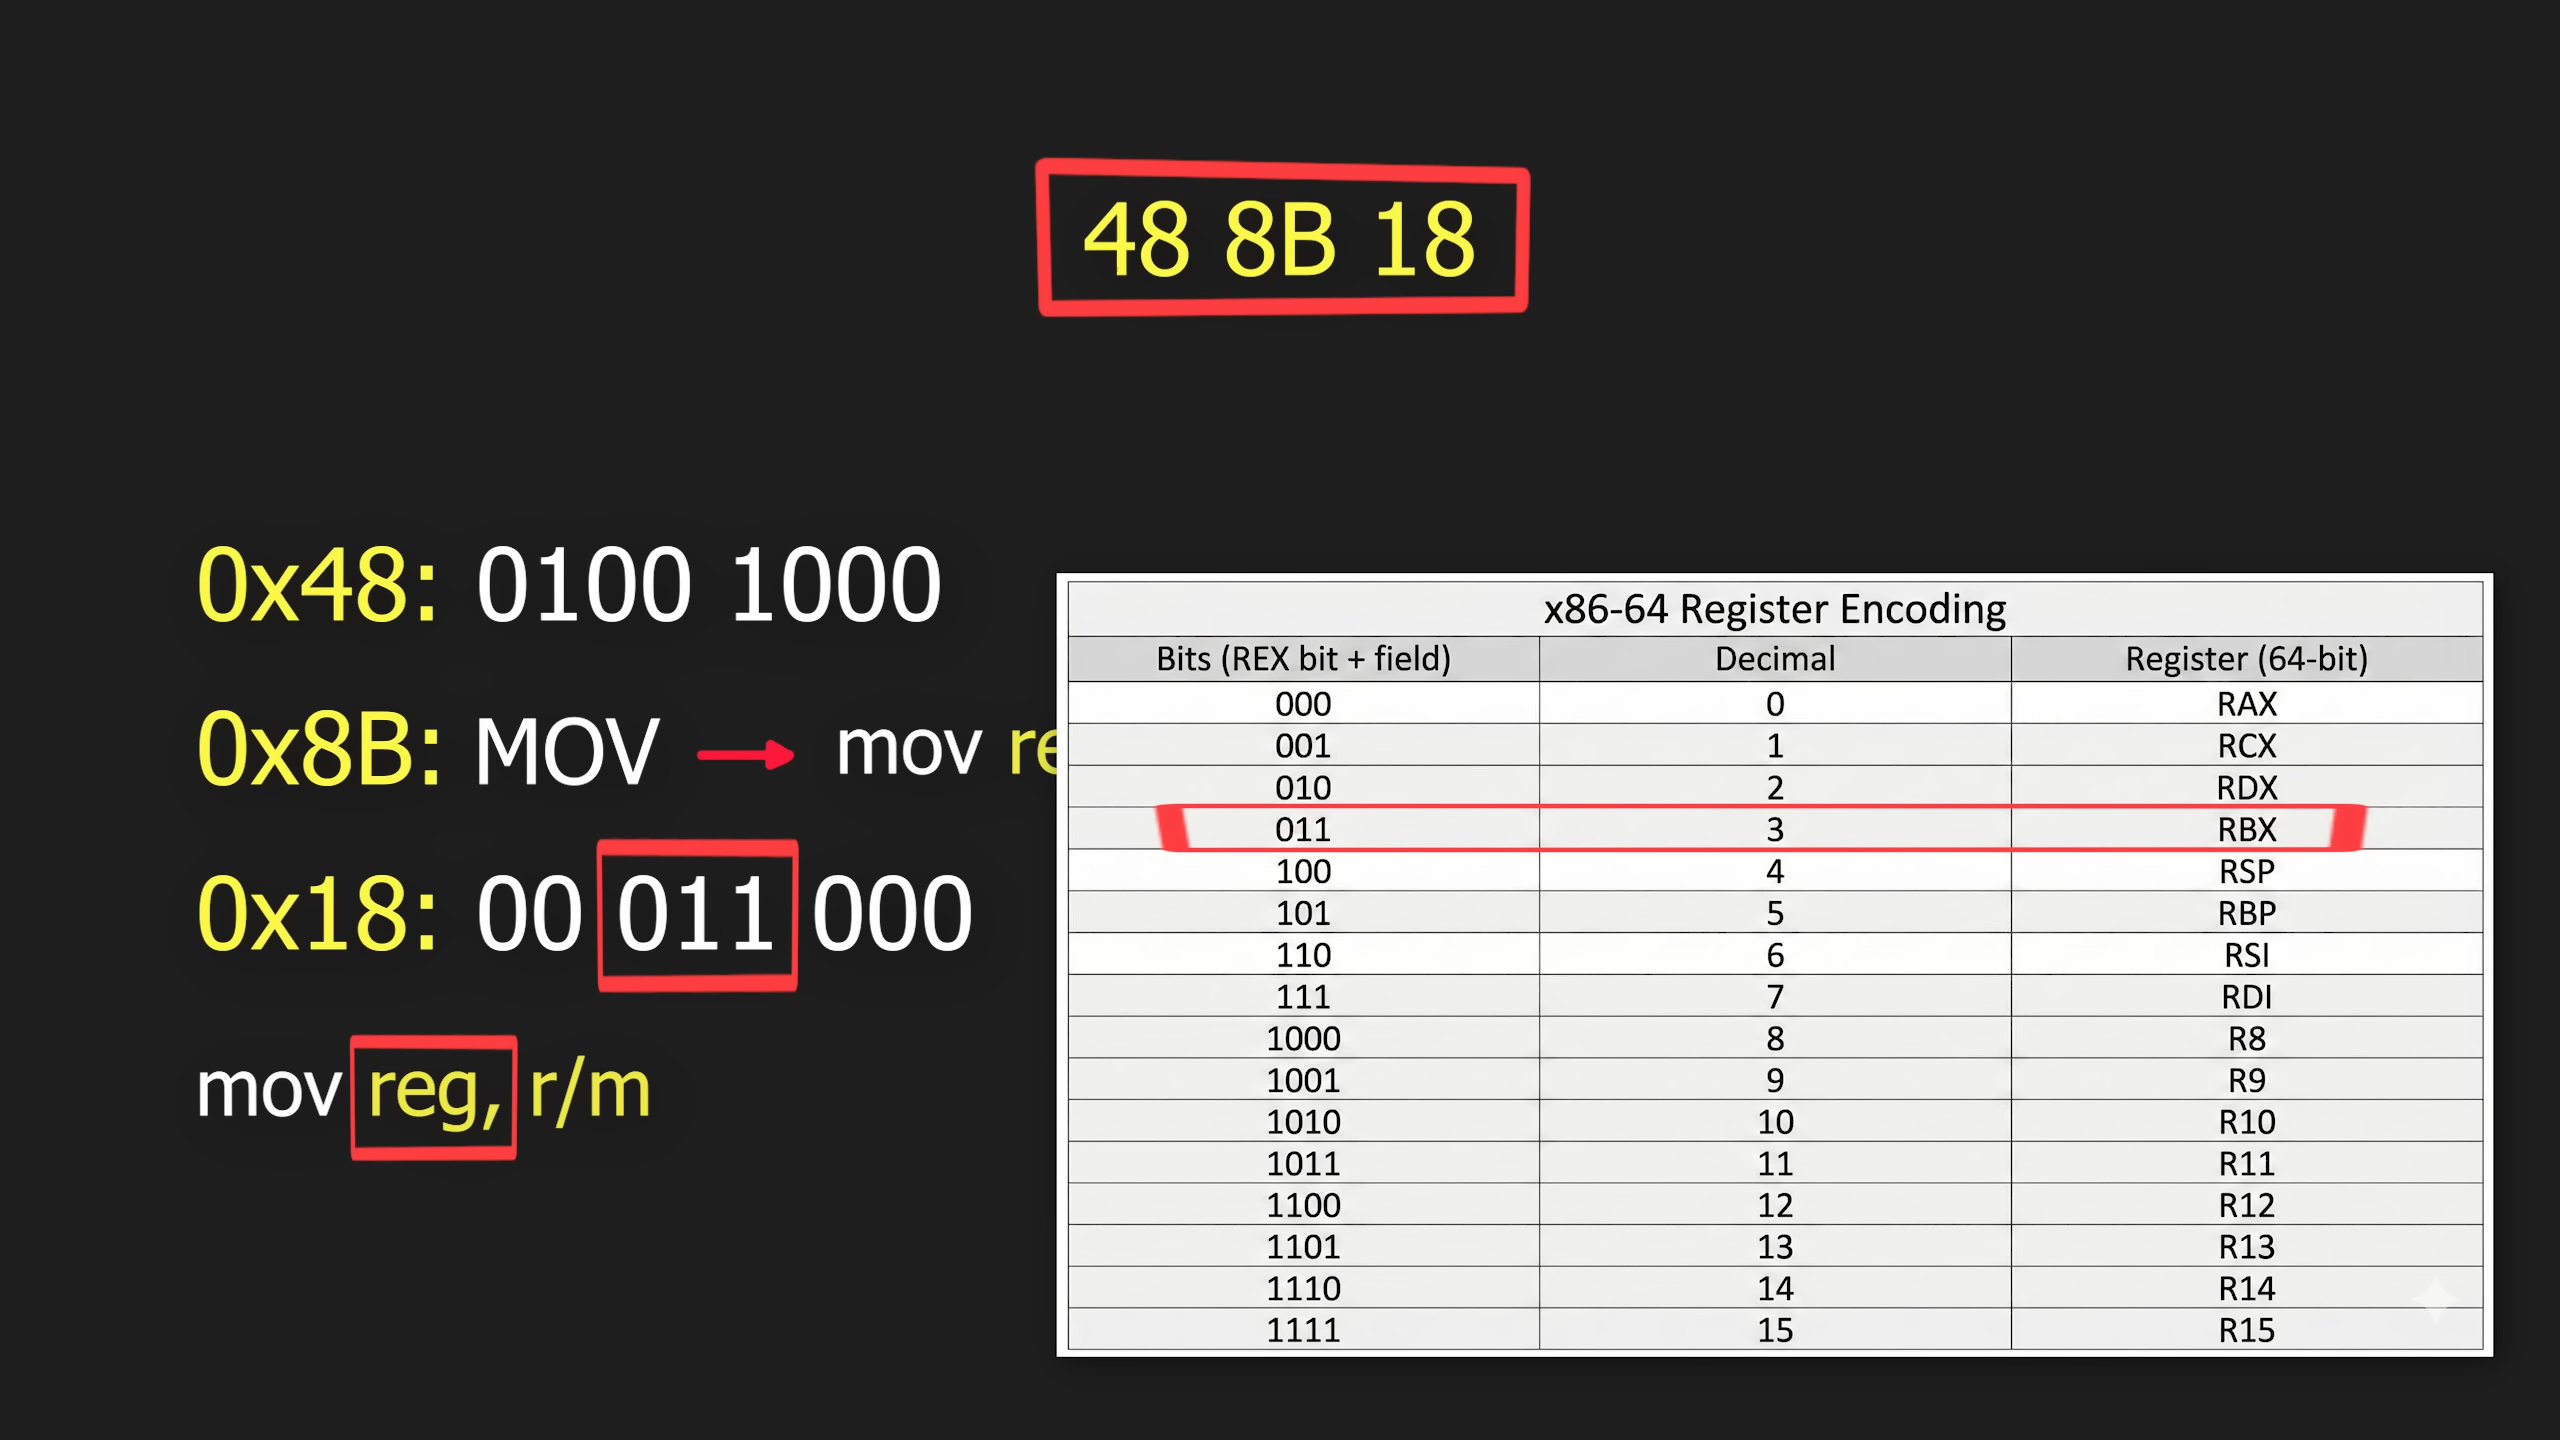 48 8B 18
0x48: 0100 1000
0x8B: MOV → mov re
0x18: 00 011 000
mov reg, r/m
x86-64 Register Encoding
Bits (REX bit + field) Decimal Register (64-bit)
000 0 RAX
001 1 RCX
010 2 RDX
011 3 RBX
100 4 RSP
101 5 RBP
110 6 RSI
111 7 RDI
1000 8 R8
1001 9 R9
1010 10 R10
1011 11 R11
1100 12 R12
1101 13 R13
1110 14 R14
1111 15 R15